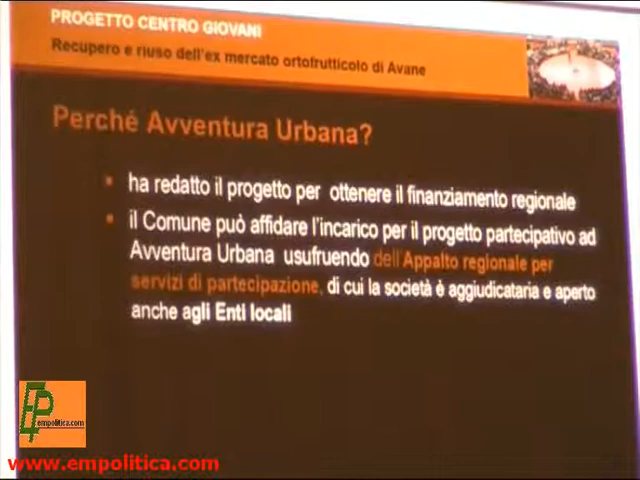 PROGETTO CENTRO GIOVANI
Recupero e riuso dell'ex mercato ortofrutticolo di Avane
Perché Avventura Urbana?
• ha redatto il progetto per ottenere il finanziamento regionale
• il Comune può affidare l'incarico per il progetto partecipativo ad
Avventura Urbana usufruendo dell'Appalto regionale per
servizi di partecipazione, di cui la società è aggiudicataria e aperto
anche agli Enti locali
EP
empolitica.com
www.empolitica.com